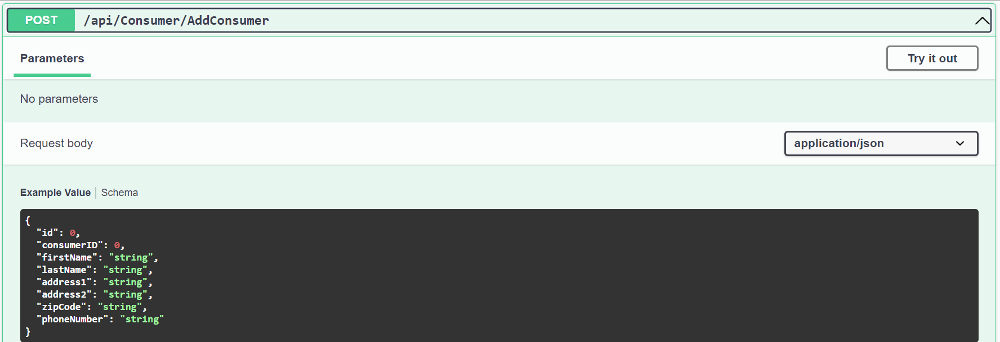 POST /api/Consumer/AddConsumer
Parameters
Try it out
No parameters
Request body
application/json
Example Value | Schema
{
  "id": 0,
  "consumerID": 0,
  "firstName": "string",
  "lastName": "string",
  "address1": "string",
  "address2": "string",
  "zipCode": "string",
  "phoneNumber": "string"
}